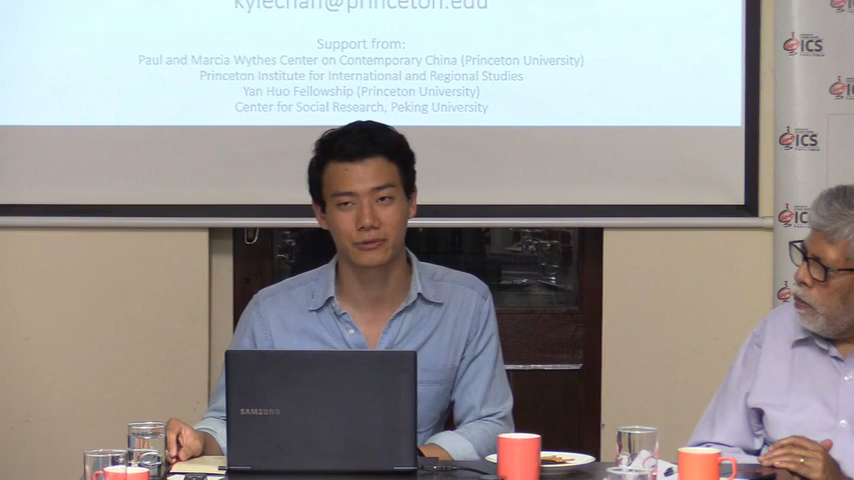 kylechan@princeton.edu
Support from:
Paul and Marcia Wythes Center on Contemporary China (Princeton University)
Princeton Institute for International and Regional Studies
Yan Huo Fellowship (Princeton University)
Center for Social Research, Peking University
ICS
ICS
ICS
ICS
SAMSUNG